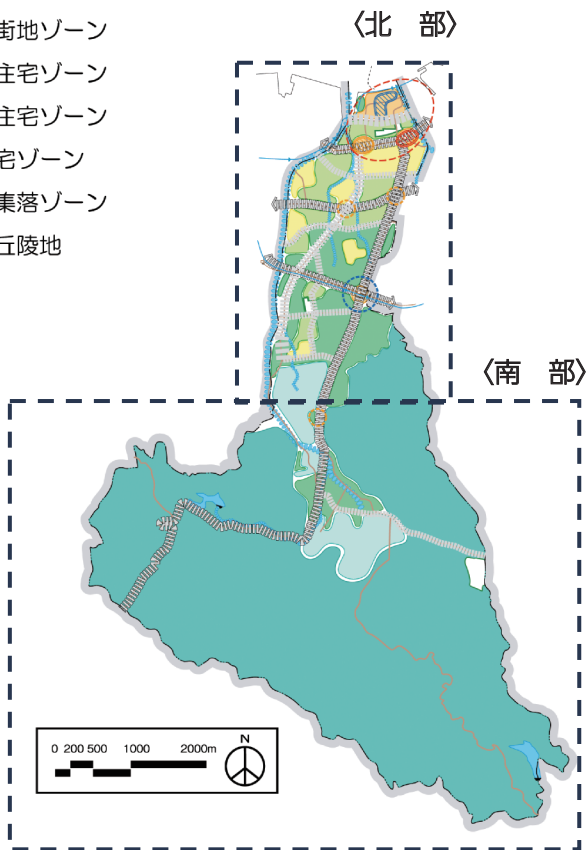 街地ゾーン
住宅ゾーン
住宅ゾーン
宅ゾーン
集落ゾーン
丘陵地
〈北　部〉
〈南　部〉
0 200 500 1000 2000m
N